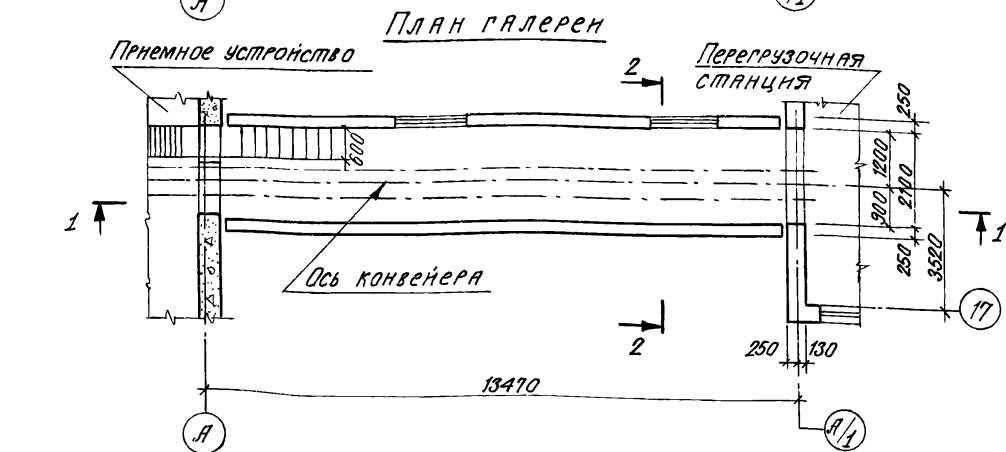 А
А/1
План галереи
Приемное устройство
Перегрузочная
станция
2
250
600
1200
2100
900
250
3520
1
1
Ось конвейера
17
2
250
130
13470
А
А/1